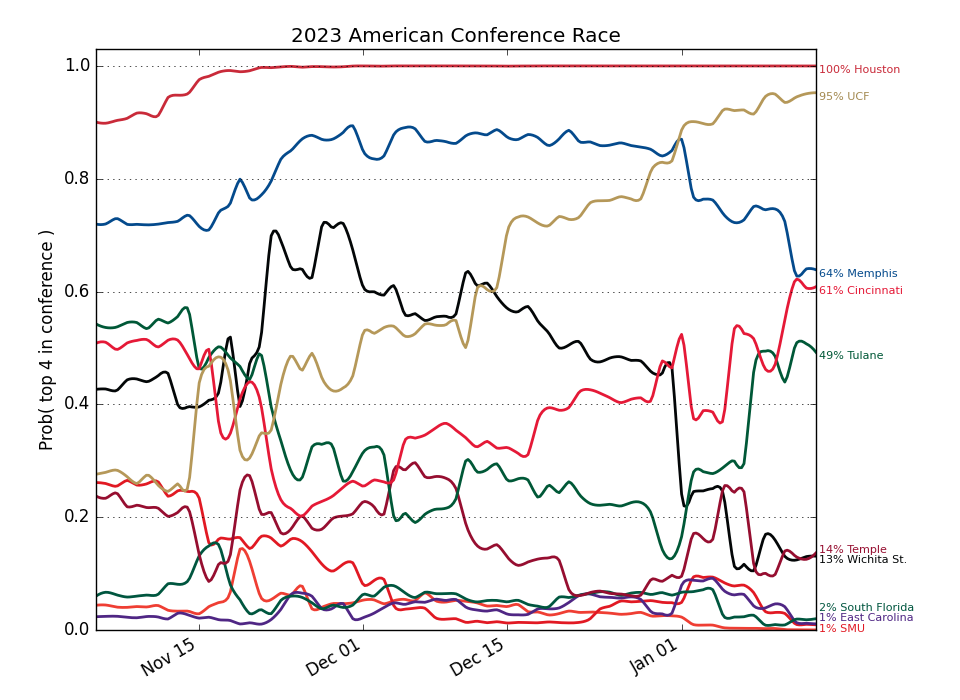 2023 American Conference Race
Prob( top 4 in conference )
1.0
0.8
0.6
0.4
0.2
0.0
Nov 15
Dec 01
Dec 15
Jan 01
100% Houston
95% UCF
64% Memphis
61% Cincinnati
49% Tulane
14% Temple
13% Wichita St.
2% South Florida
1% East Carolina
1% SMU